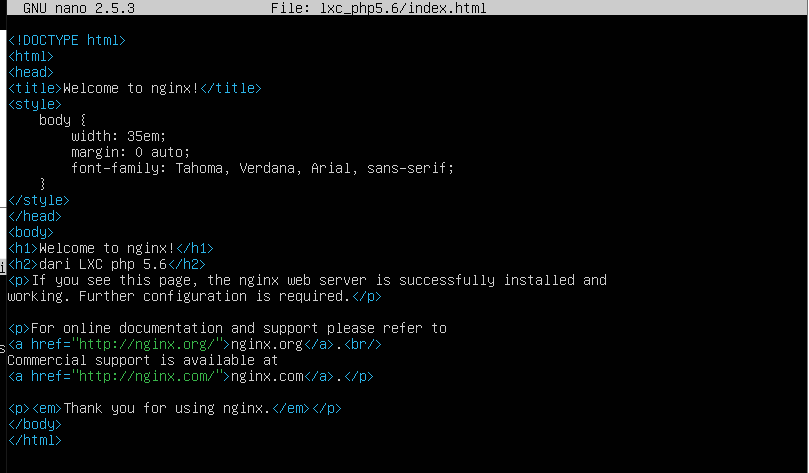 GNU nano 2.5.3 File: lxc_php5.6/index.html
<!DOCTYPE html>
<html>
<head>
<title>Welcome to nginx!</title>
<style>
    body {
        width: 35em;
        margin: 0 auto;
        font-family: Tahoma, Verdana, Arial, sans-serif;
    }
</style>
</head>
<body>
<h1>Welcome to nginx!</h1>
<h2>dari LXC php 5.6</h2>
<p>If you see this page, the nginx web server is successfully installed and
working. Further configuration is required.</p>
<p>For online documentation and support please refer to
<a href="http://nginx.org/">nginx.org</a>.<br/>
Commercial support is available at
<a href="http://nginx.com/">nginx.com</a>.</p>
<p><em>Thank you for using nginx.</em></p>
</body>
</html>